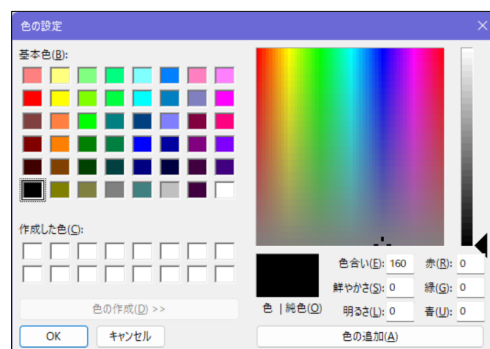 色の設定
基本色(B):
作成した色(C):
色の作成(D) >>
OK キャンセル
色合い(E): 160 赤(R): 0
鮮やかさ(S): 0 緑(G): 0
色 | 純色(O) 明るさ(L): 0 青(U): 0
色の追加(A)